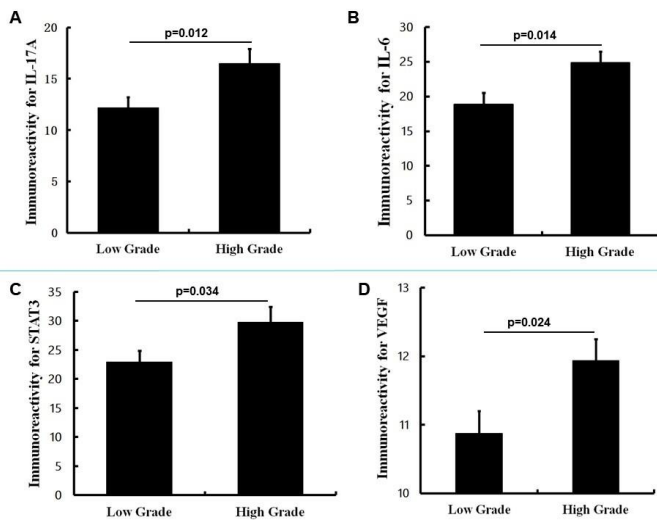 A
Immunoreactivity for IL-17A
20
15
10
5
0
p=0.012
Low Grade
High Grade
B
Immunoreactivity for IL-6
30
25
20
15
10
5
0
p=0.014
Low Grade
High Grade
C
Immunoreactivity for STAT3
35
30
25
20
15
10
5
0
p=0.034
Low Grade
High Grade
D
Immunoreactivity for VEGF
13
12
11
10
p=0.024
Low Grade
High Grade